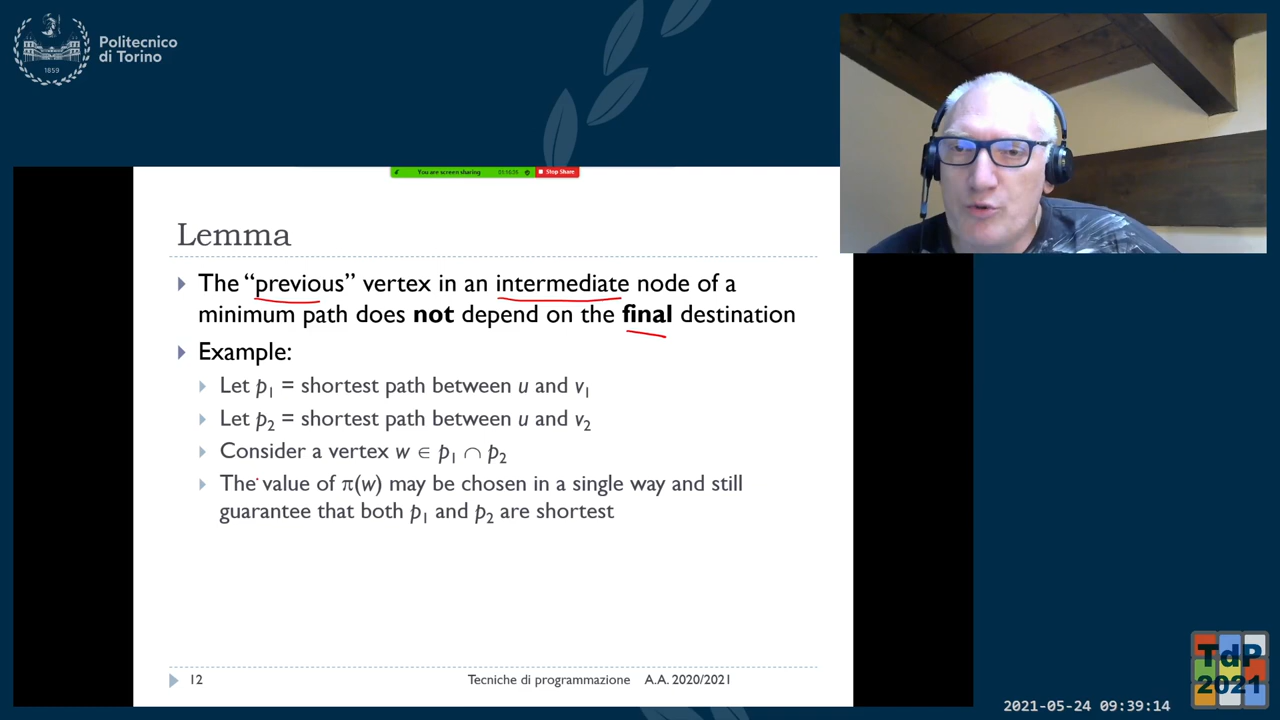 Politecnico
di Torino
1859
You are screen sharing
Stop Share
Lemma
The “previous” vertex in an intermediate node of a
minimum path does not depend on the final destination
Example:
Let p1 = shortest path between u and v1
Let p2 = shortest path between u and v2
Consider a vertex w ∈ p1 ∩ p2
The value of π(w) may be chosen in a single way and still
guarantee that both p1 and p2 are shortest
12
Tecniche di programmazione A.A. 2020/2021
TdP
2021
2021-05-24 09:39:14